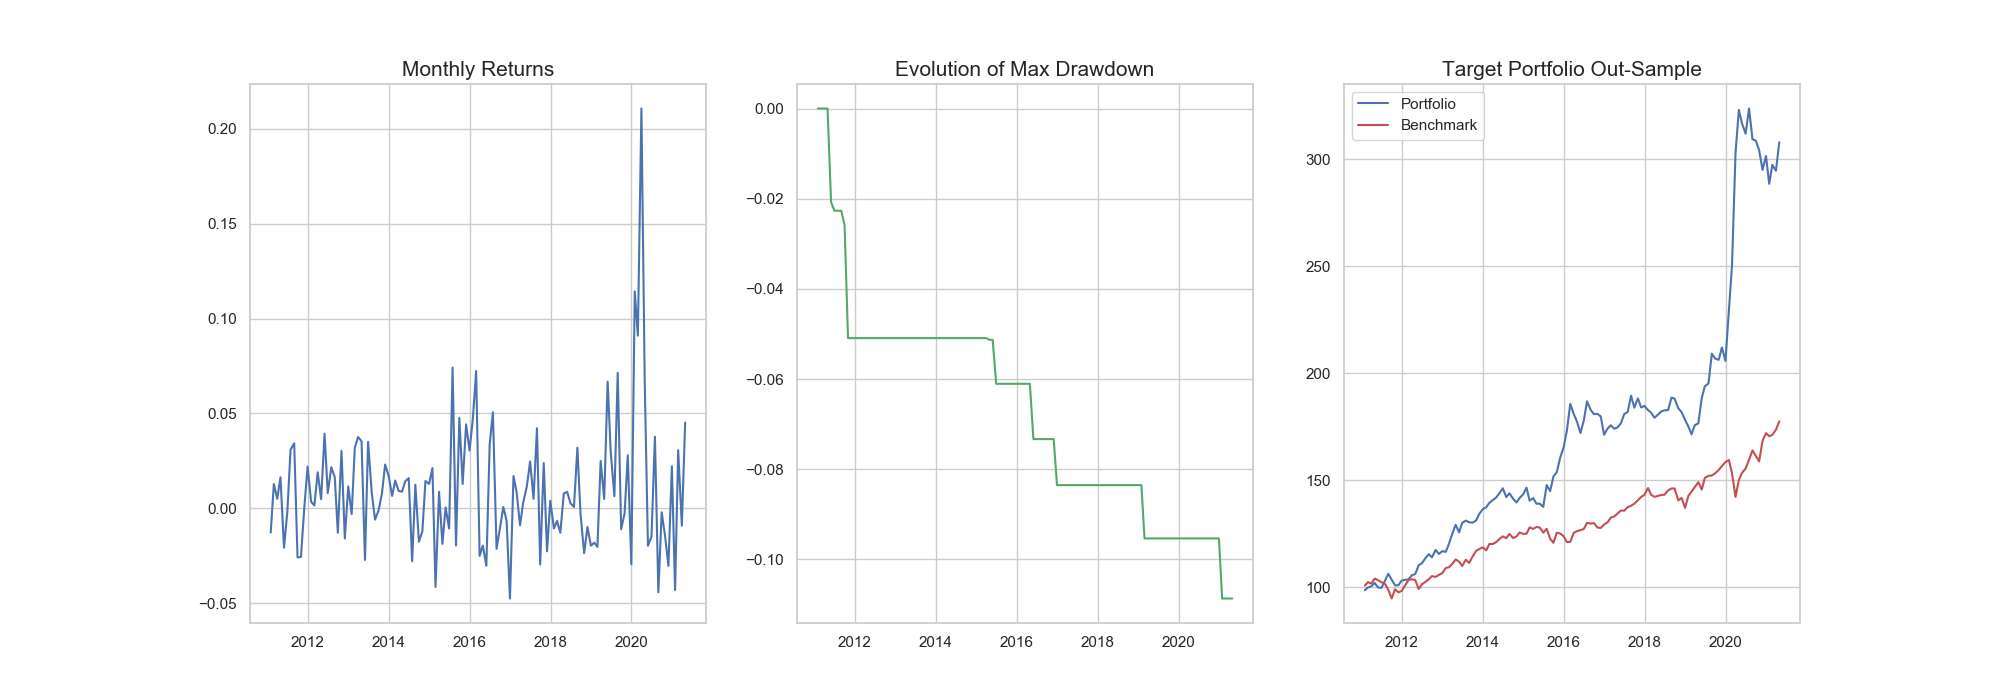 Monthly Returns
0.20
0.15
0.10
0.05
0.00
−0.05
2012 2014 2016 2018 2020
Evolution of Max Drawdown
0.00
−0.02
−0.04
−0.06
−0.08
−0.10
2012 2014 2016 2018 2020
Target Portfolio Out-Sample
Portfolio
Benchmark
300
250
200
150
100
2012 2014 2016 2018 2020